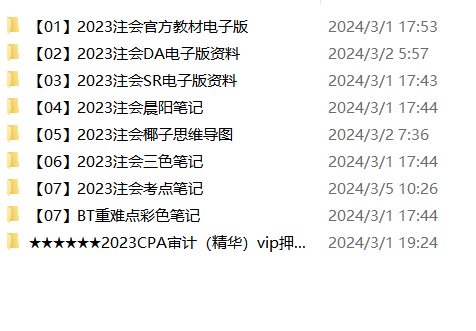 【01】2023注会官方教材电子版 2024/3/1 17:53
【02】2023注会DA电子版资料 2024/3/2 5:57
【03】2023注会SR电子版资料 2024/3/1 17:43
【04】2023注会晨阳笔记 2024/3/1 17:44
【05】2023注会椰子思维导图 2024/3/2 7:36
【06】2023注会三色笔记 2024/3/1 17:44
【07】2023注会考点笔记 2024/3/5 10:26
【07】BT重难点彩色笔记 2024/3/1 17:44
★★★★★★2023CPA审计（精华）vip押... 2024/3/1 19:24